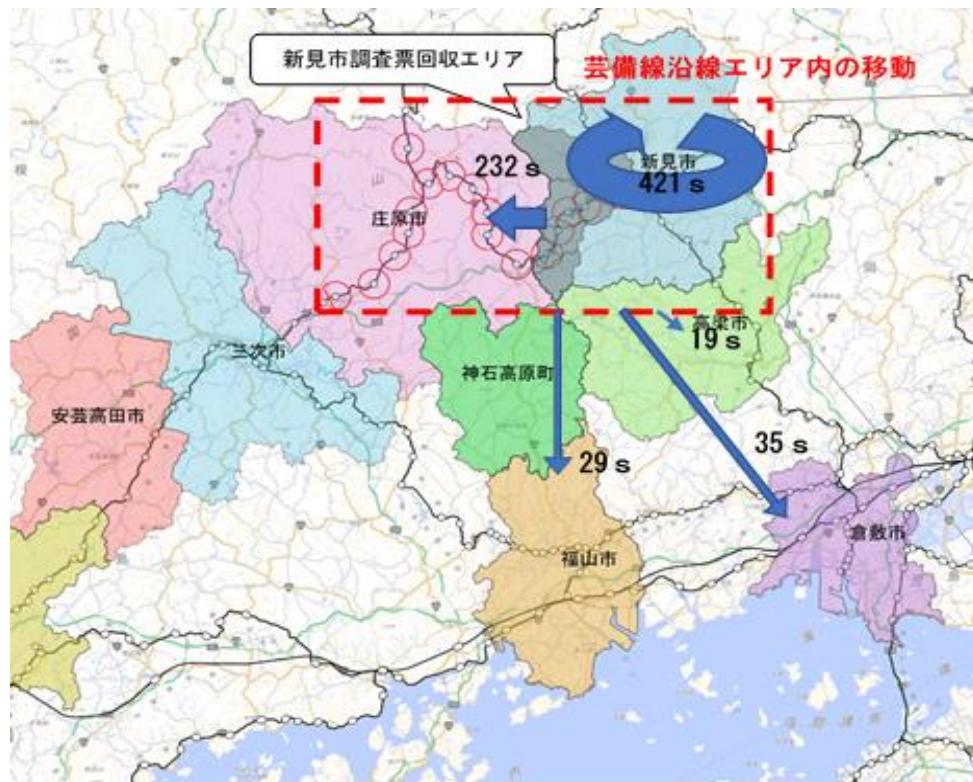 新見市調査票回収エリア
芸備線沿線エリア内の移動
232 s
新見市
421 s
庄原市
高梁市
19 s
三次市
神石高原町
安芸高田市
29 s
35 s
倉敷市
福山市